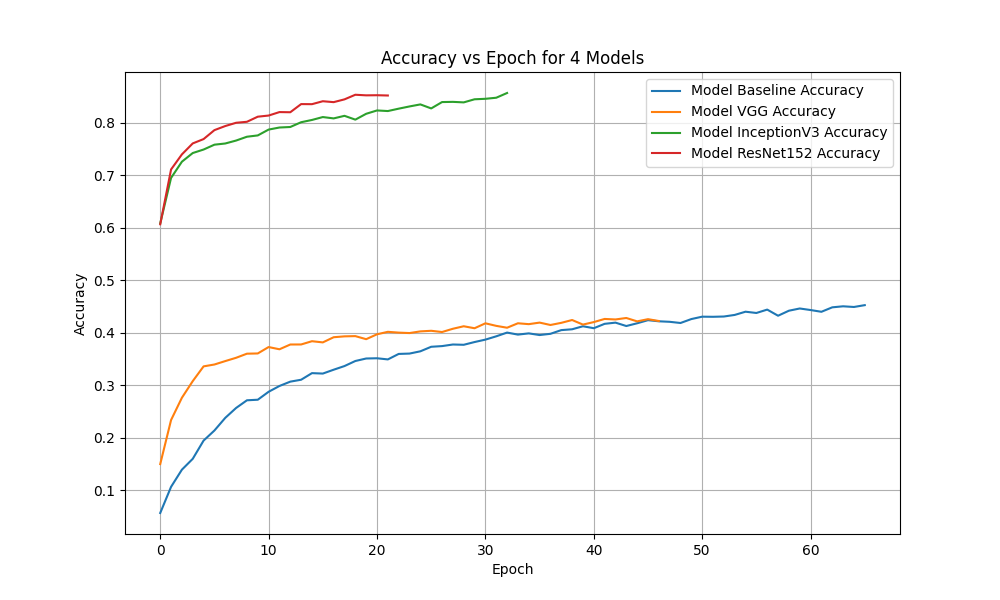 Accuracy vs Epoch for 4 Models
Model Baseline Accuracy
Model VGG Accuracy
Model InceptionV3 Accuracy
Model ResNet152 Accuracy
Accuracy
0.8
0.7
0.6
0.5
0.4
0.3
0.2
0.1
0 10 20 30 40 50 60
Epoch